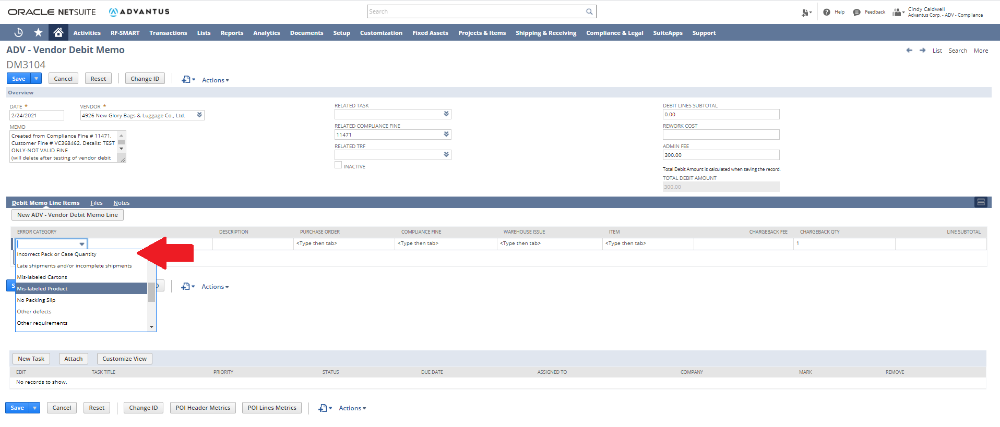 ORACLE NETSUITE ADVANTUS
Search
Help
Feedback
Cindy Caldwell
Advantus Corp. - ADV - Compliance
Activities RF-SMART Transactions Lists Reports Analytics Documents Setup Customization Fixed Assets Projects & Items Shipping & Receiving Compliance & Legal SuiteApps Support
ADV - Vendor Debit Memo
List Search More
DM3104
Save Cancel Reset Change ID Actions
Overview
DATE *
2/24/2021
VENDOR *
4926 New Glory Bags & Luggage Co., Ltd.
MEMO
Created from Compliance Fine # 11471,
Customer Fine # VC368462. Details: TEST
ONLY-NOT VALID FINE
(will delete after testing of vendor debit
RELATED TASK
RELATED COMPLIANCE FINE
11471
RELATED TRF
INACTIVE
DEBIT LINES SUBTOTAL
0.00
REWORK COST
ADMIN FEE
300.00
Total Debit Amount is calculated when saving the record.
TOTAL DEBIT AMOUNT
300.00
Debit Memo Line Items Files Notes
New ADV - Vendor Debit Memo Line
ERROR CATEGORY DESCRIPTION PURCHASE ORDER COMPLIANCE FINE WAREHOUSE ISSUE ITEM CHARGEBACK FEE CHARGEBACK QTY LINE SUBTOTAL
<Type then tab> <Type then tab> <Type then tab> <Type then tab> 1
Incorrect Pack or Case Quantity
Late shipments and/or incomplete shipments
Mis-labeled Cartons
Mis-labeled Product
No Packing Slip
Other defects
Other requirements
S D Actions
New Task Attach Customize View
EDIT TASK TITLE PRIORITY STATUS DUE DATE ASSIGNED TO COMPANY MARK REMOVE
No records to show.
Save Cancel Reset Change ID POI Header Metrics POI Lines Metrics Actions